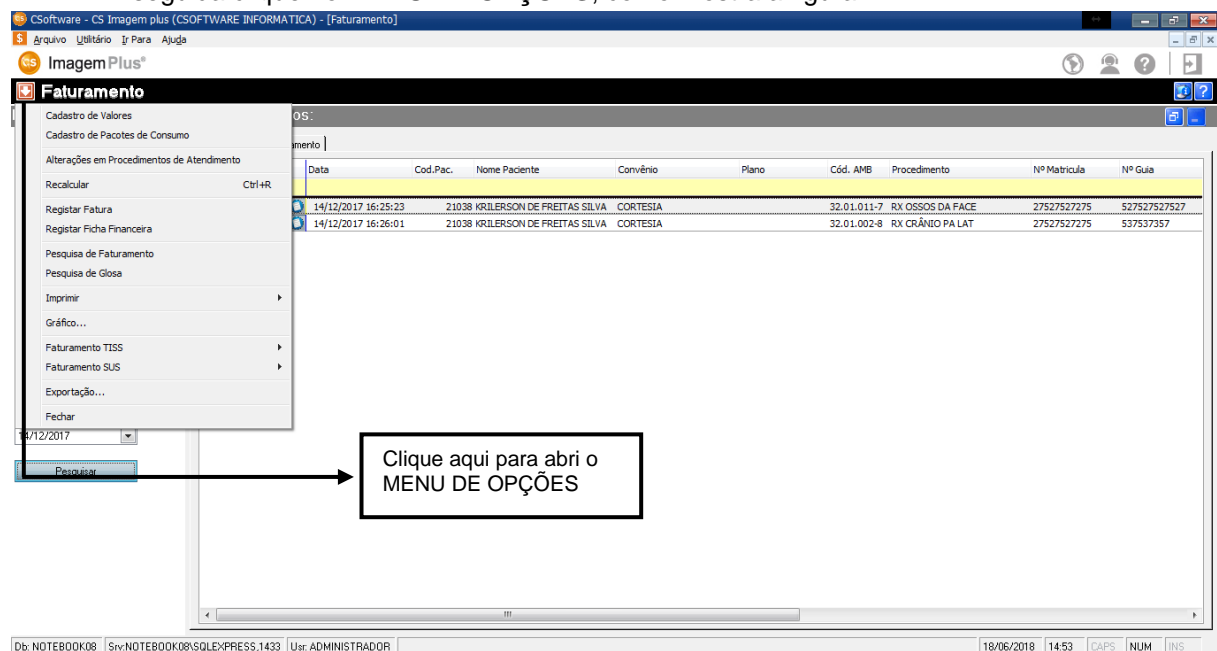 CSoftware - CS Imagem plus (CSOFTWARE INFORMATICA) - [Faturamento]
Arquivo Utilitário Ir Para Ajuda
CS ImagemPlus®
Faturamento
os:
Cadastro de Valores
Cadastro de Pacotes de Consumo
Alterações em Procedimentos de Atendimento
Recalcular Ctrl+R
Registar Fatura
Registar Ficha Financeira
Pesquisa de Faturamento
Pesquisa de Glosa
Imprimir
Gráfico...
Faturamento TISS
Faturamento SUS
Exportação...
Fechar
mento
Data Cod.Pac. Nome Paciente Convênio Plano Cód. AMB Procedimento Nº Matricula Nº Guia
14/12/2017 16:25:23 21038 KRILERSON DE FREITAS SILVA CORTESIA 32.01.011-7 RX OSSOS DA FACE 27527527275 527527527527
14/12/2017 16:26:01 21038 KRILERSON DE FREITAS SILVA CORTESIA 32.01.002-8 RX CRÂNIO PA LAT 27527527275 537537357
14/12/2017
Pesquisar
Clique aqui para abri o
MENU DE OPÇÕES
Db: NOTEBOOK08 Srv:NOTEBOOK08\SQLEXPRESS,1433 Usr: ADMINISTRADOR 18/06/2018 14:53 CAPS NUM INS